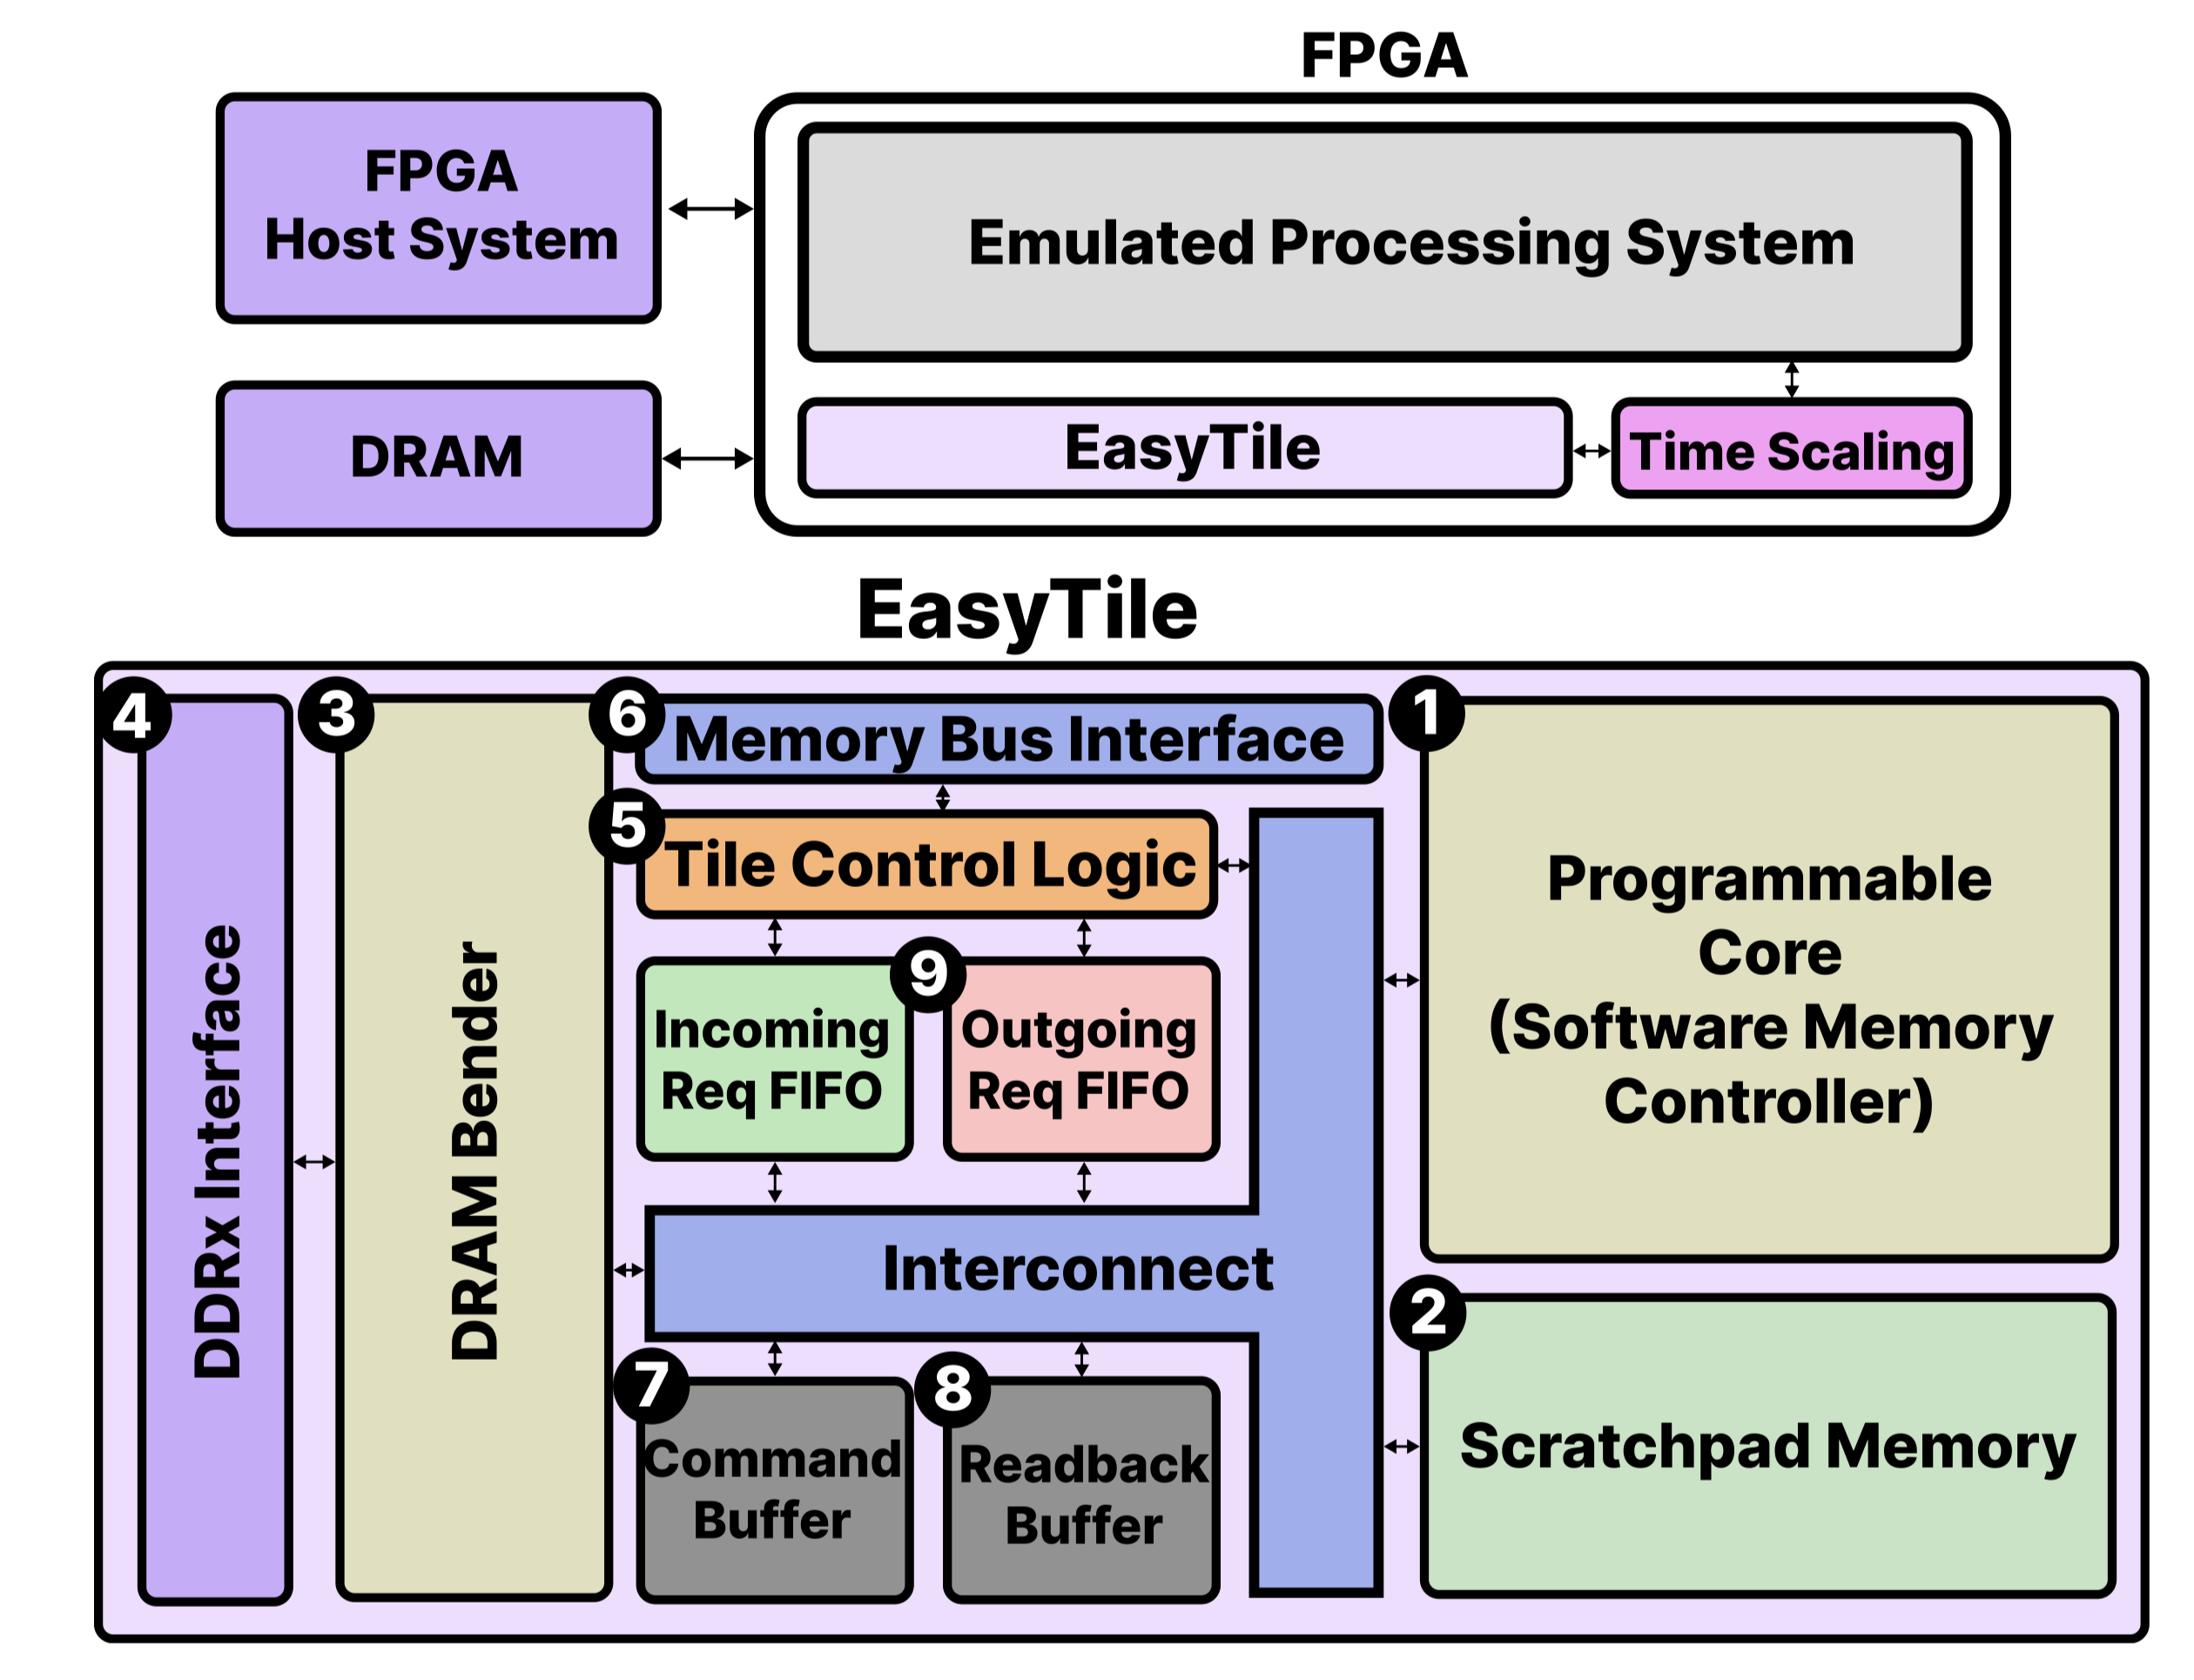 FPGA
FPGA
Host System
Emulated Processing System
DRAM
EasyTile
Time Scaling
EasyTile
4
3
6
Memory Bus Interface
1
5
Tile Control Logic
Programmable
Core
(Software Memory
Controller)
9
Incoming
Req FIFO
Outgoing
Req FIFO
DDRx Interface
DRAM Bender
Interconnect
2
Scratchpad Memory
7
Command
Buffer
8
Readback
Buffer